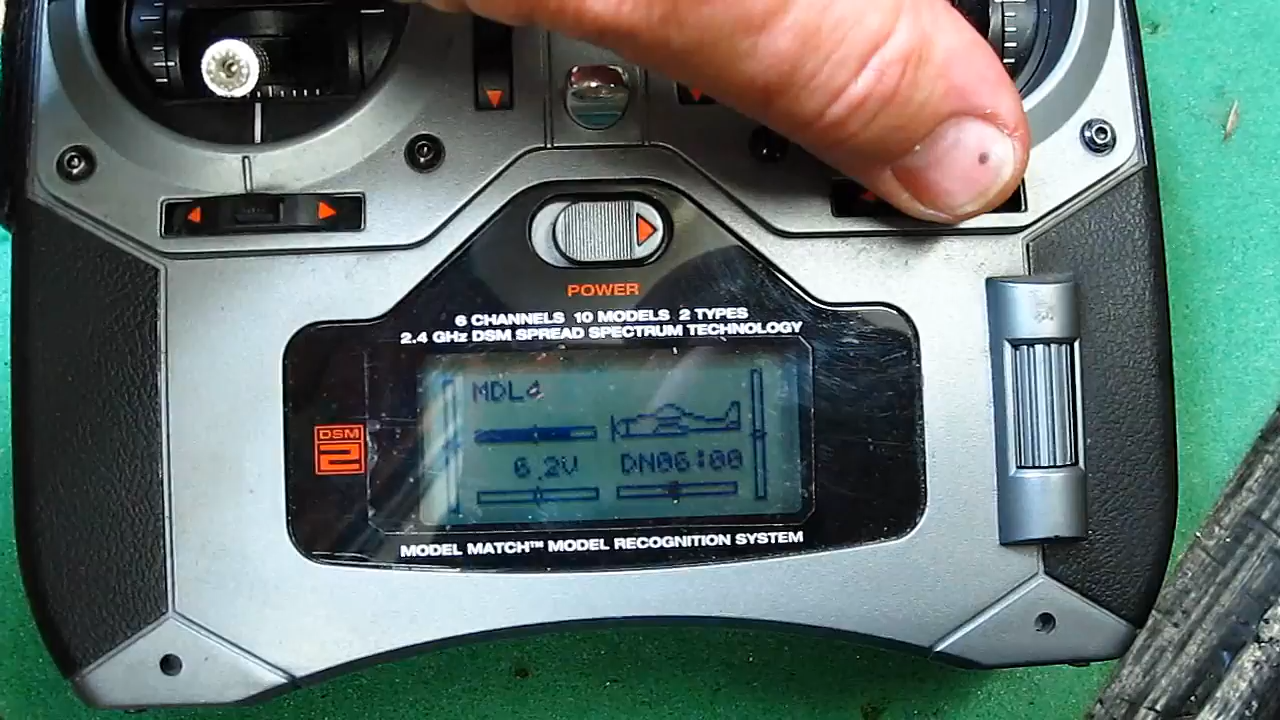 POWER
6 CHANNELS 10 MODELS 2 TYPES
2.4 GHz DSM SPREAD SPECTRUM TECHNOLOGY
MDL4
6.2V DN06:00
DSM
2
MODEL MATCH™ MODEL RECOGNITION SYSTEM